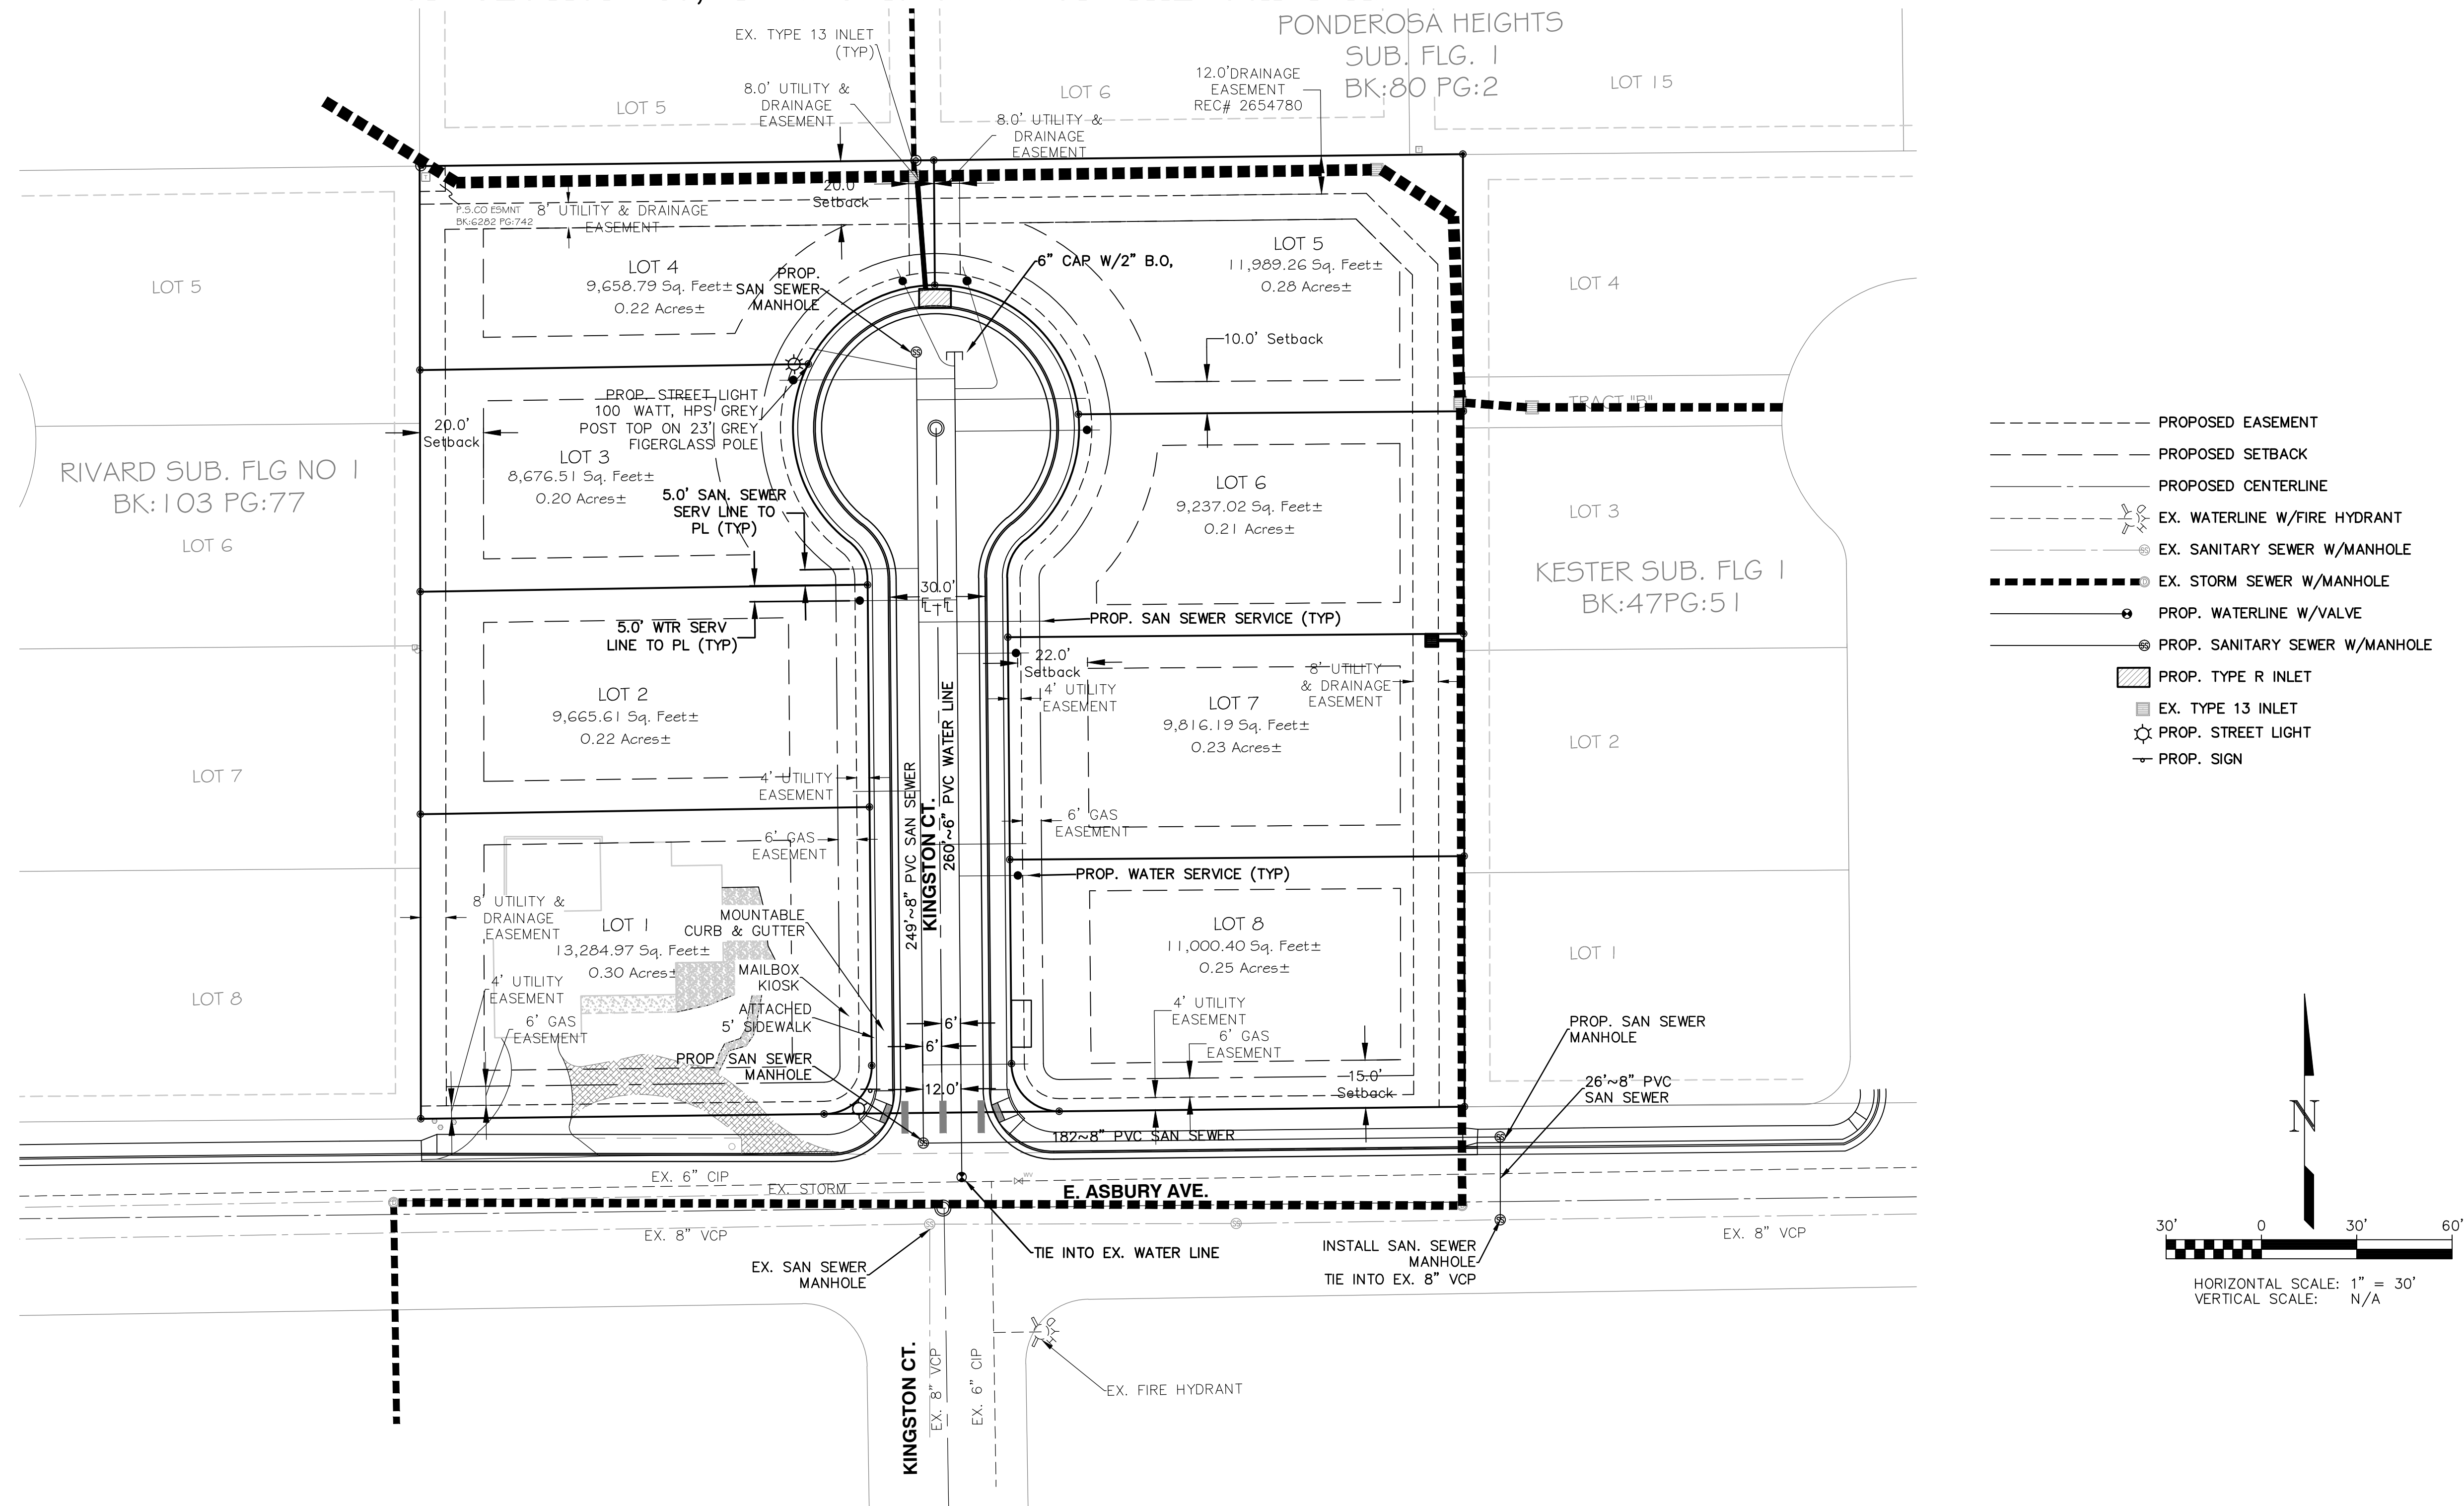 PONDEROSA HEIGHTS
SUB. FLG. 1
BK:80 PG:2
EX. TYPE 13 INLET
(TYP)
8.0' UTILITY &
DRAINAGE
EASEMENT
LOT 5
LOT 6
12.0'DRAINAGE
EASEMENT
REC# 2654780
LOT 15
8.0' UTILITY &
DRAINAGE
EASEMENT
20.0'
Setback
P.S.CO ESMNT
BK:6282 PG:742
8' UTILITY & DRAINAGE
EASEMENT
LOT 4
9,658.79 Sq. Feet±
0.22 Acres±
PROP.
SAN SEWER
MANHOLE
6" CAP W/2" B.O,
LOT 5
11,989.26 Sq. Feet±
0.28 Acres±
LOT 5
LOT 4
10.0' Setback
PROP. STREET LIGHT
100 WATT, HPS GREY
POST TOP ON 23' GREY
FIGERGLASS POLE
TRACT "B"
20.0'
Setback
RIVARD SUB. FLG NO 1
BK:103 PG:77
LOT 6
LOT 3
8,676.51 Sq. Feet±
0.20 Acres±
5.0' SAN. SEWER
SERV LINE TO
PL (TYP)
LOT 6
9,237.02 Sq. Feet±
0.21 Acres±
LOT 3
KESTER SUB. FLG 1
BK:47PG:51
30.0'
5.0' WTR SERV
LINE TO PL (TYP)
PROP. SAN SEWER SERVICE (TYP)
22.0'
Setback
4' UTILITY
EASEMENT
8' UTILITY
& DRAINAGE
EASEMENT
LOT 2
9,665.61 Sq. Feet±
0.22 Acres±
LOT 7
9,816.19 Sq. Feet±
0.23 Acres±
LOT 2
LOT 7
4' UTILITY
EASEMENT
6' GAS
EASEMENT
6' GAS
EASEMENT
249'~8" PVC SAN SEWER
KINGSTON CT.
260'~6" PVC WATER LINE
PROP. WATER SERVICE (TYP)
8' UTILITY &
DRAINAGE
EASEMENT
LOT 1
13,284.97 Sq. Feet±
0.30 Acres±
MOUNTABLE
CURB & GUTTER
MAILBOX
KIOSK
ATTACHED
5' SIDEWALK
PROP. SAN SEWER
MANHOLE
LOT 8
11,000.40 Sq. Feet±
0.25 Acres±
LOT 1
LOT 8
4' UTILITY
EASEMENT
6' GAS
EASEMENT
6'
6'
12.0'
4' UTILITY
EASEMENT
6' GAS
EASEMENT
15.0'
Setback
PROP. SAN SEWER
MANHOLE
26'~8" PVC
SAN SEWER
182~8" PVC SAN SEWER
EX. 6" CIP
EX. STORM
WV
E. ASBURY AVE.
EX. 8" VCP
EX. 8" VCP
EX. SAN SEWER
MANHOLE
TIE INTO EX. WATER LINE
INSTALL SAN. SEWER
MANHOLE
TIE INTO EX. 8" VCP
KINGSTON CT.
EX. 8" VCP
EX. 6" CIP
EX. FIRE HYDRANT
PROPOSED EASEMENT
PROPOSED SETBACK
PROPOSED CENTERLINE
EX. WATERLINE W/FIRE HYDRANT
EX. SANITARY SEWER W/MANHOLE
EX. STORM SEWER W/MANHOLE
PROP. WATERLINE W/VALVE
PROP. SANITARY SEWER W/MANHOLE
PROP. TYPE R INLET
EX. TYPE 13 INLET
PROP. STREET LIGHT
PROP. SIGN
N
30' 0 30' 60'
HORIZONTAL SCALE: 1" = 30'
VERTICAL SCALE: N/A